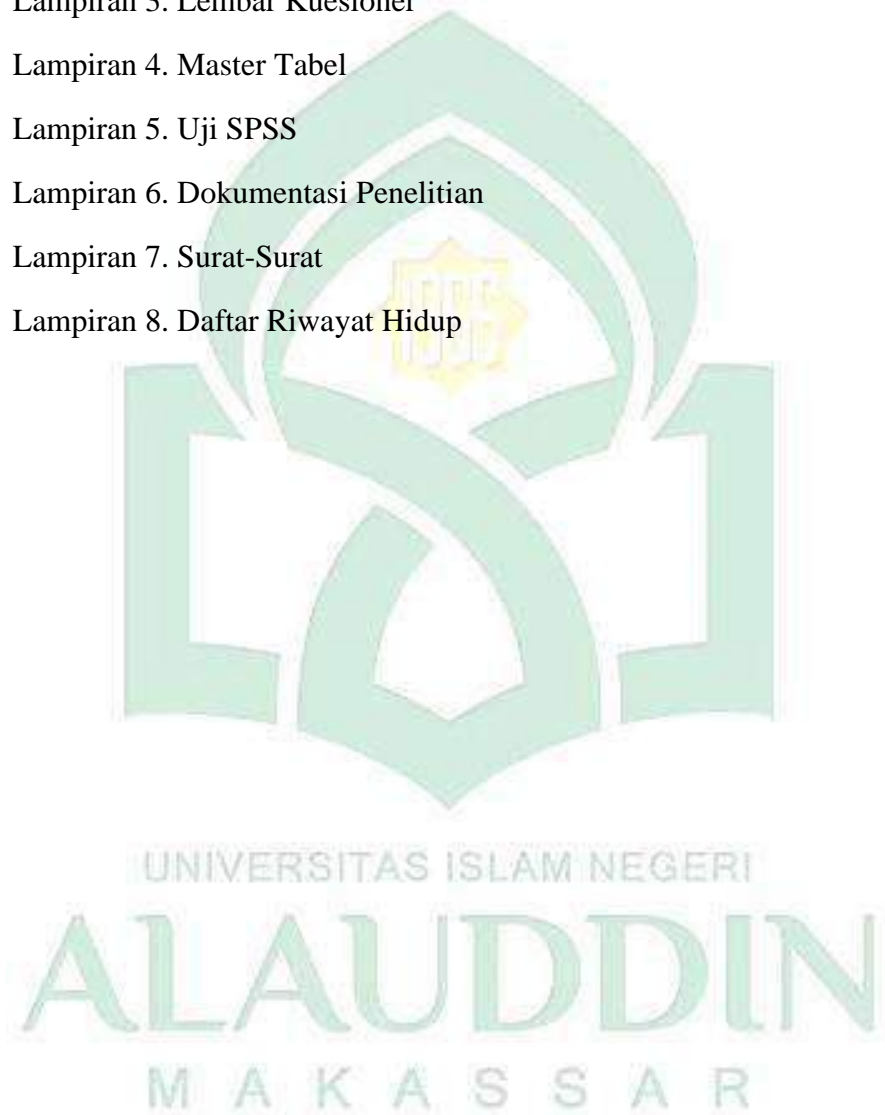 Lampiran 3. Lembar Kuesioner
Lampiran 4. Master Tabel
Lampiran 5. Uji SPSS
Lampiran 6. Dokumentasi Penelitian
Lampiran 7. Surat-Surat
Lampiran 8. Daftar Riwayat Hidup
UNIVERSITAS ISLAM NEGERI
ALAUDDIN
MAKASSAR